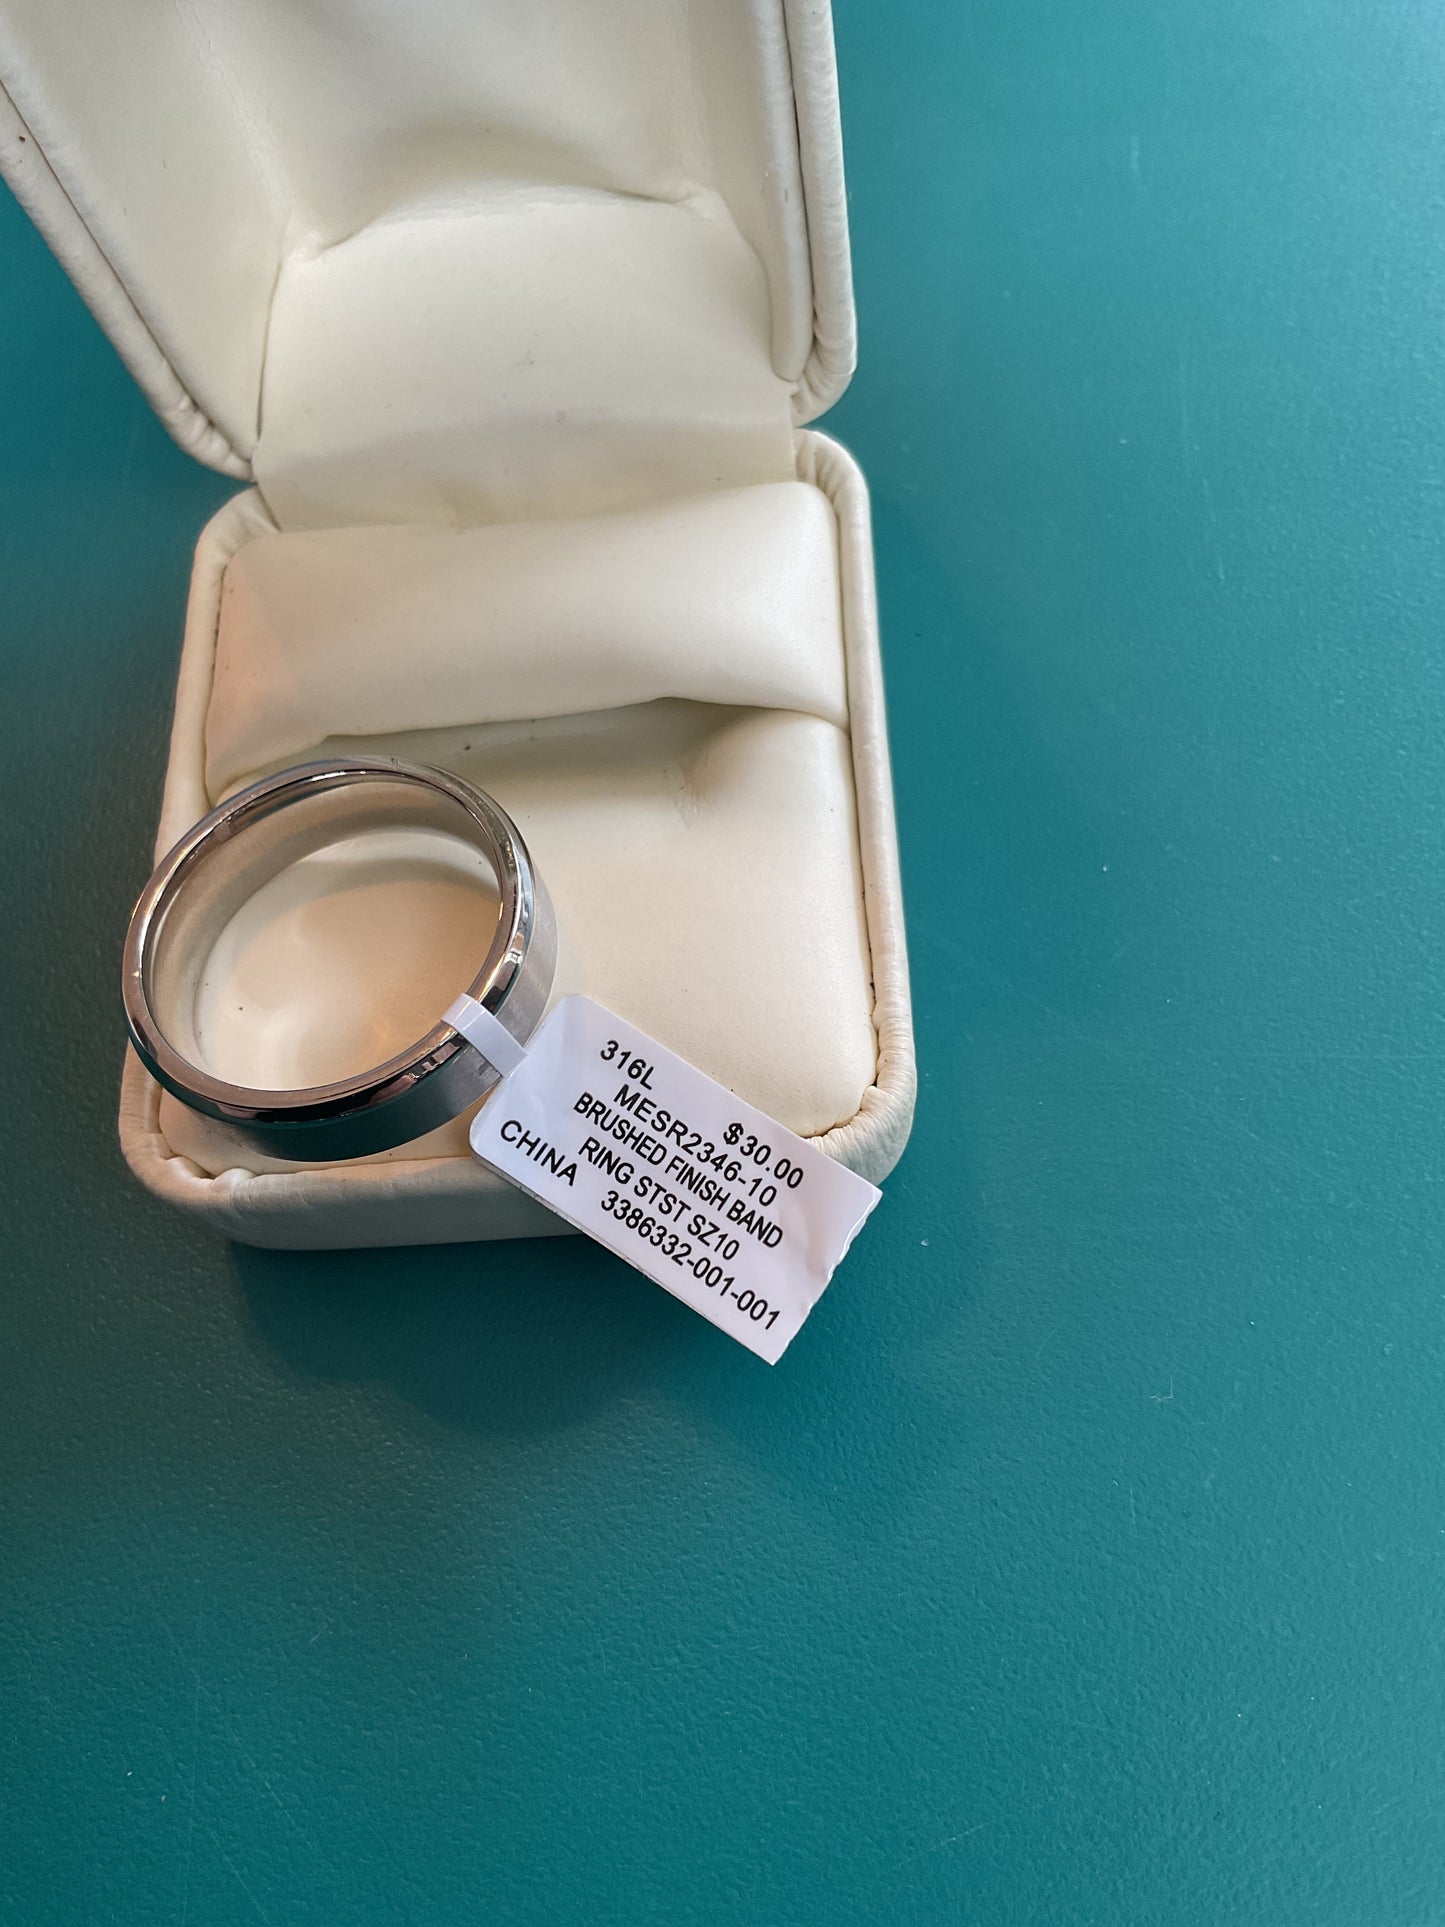 316L
$30.00
MESR2346-10
BRUSHED FINISH BAND
RING STST SZ10
CHINA 3386332-001-001